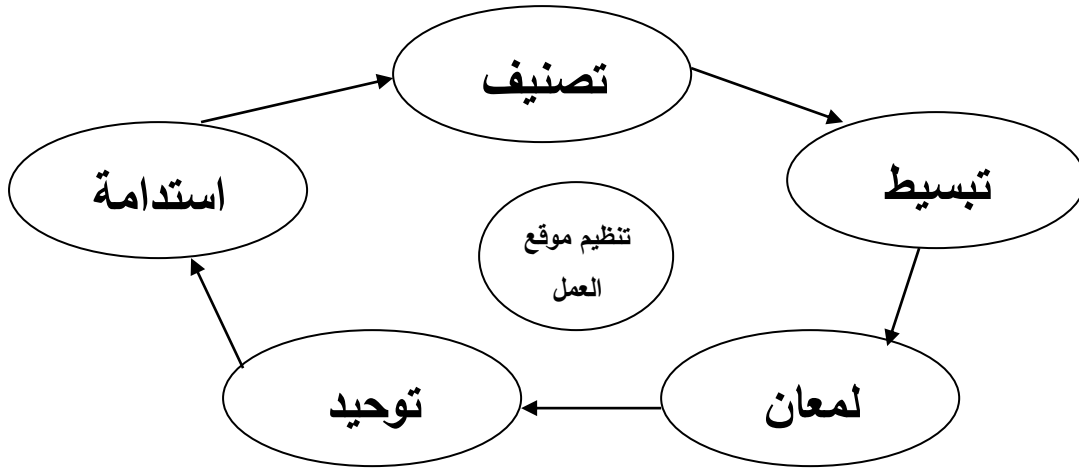 تصنيف
تبسيط
استدامة
تنظيم موقع
العمل
لمعان
توحيد